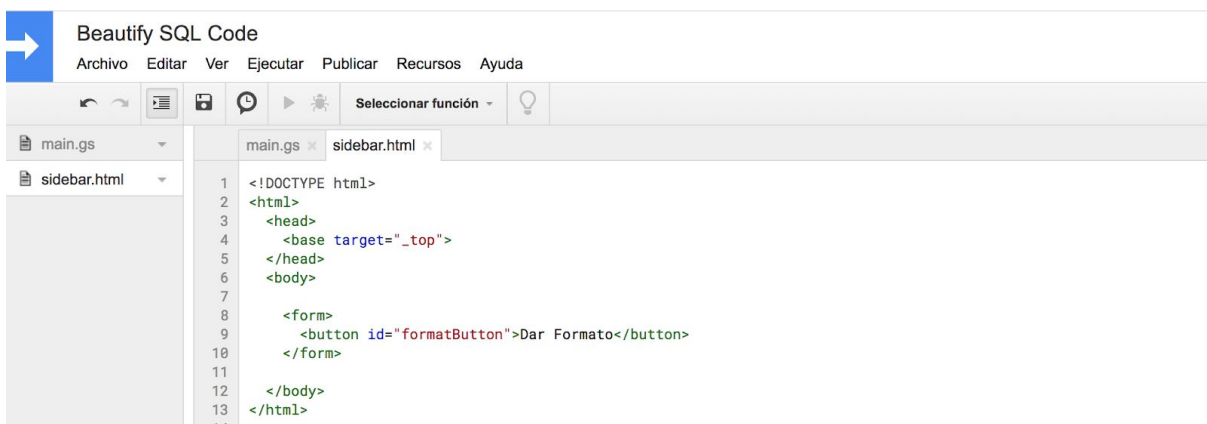 Beautify SQL Code
Archivo Editar Ver Ejecutar Publicar Recursos Ayuda
Seleccionar función
main.gs
sidebar.html
main.gs × sidebar.html ×
1 <!DOCTYPE html>
2 <html>
3 <head>
4 <base target="_top">
5 </head>
6 <body>
7
8 <form>
9 <button id="formatButton">Dar Formato</button>
10 </form>
11
12 </body>
13 </html>